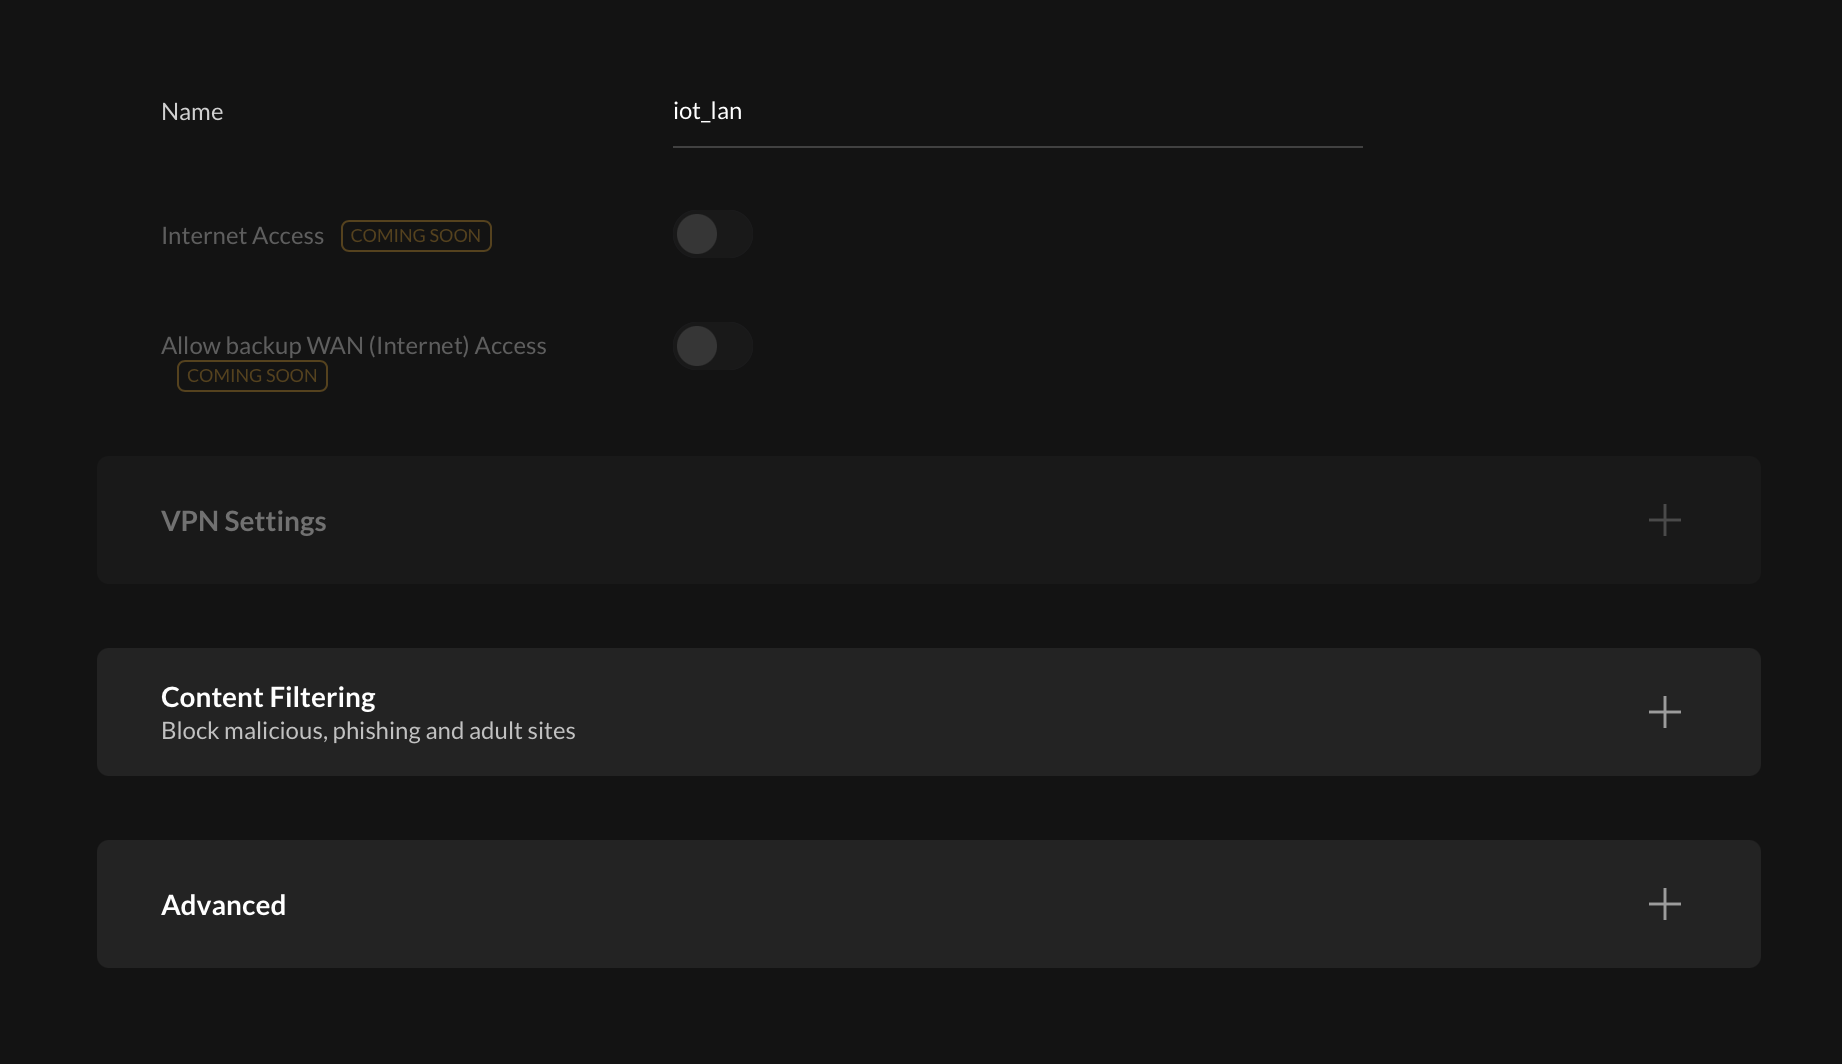 Name
iot_lan
Internet Access COMING SOON
Allow backup WAN (Internet) Access
COMING SOON
VPN Settings
Content Filtering
Block malicious, phishing and adult sites
Advanced